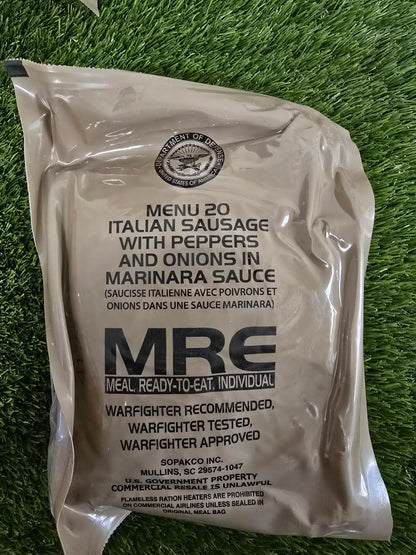 DEPARTMENT OF DEFENSE
UNITED STATES OF AMERICA
MENU 20
ITALIAN SAUSAGE
WITH PEPPERS
AND ONIONS IN
MARINARA SAUCE
(SAUCISSE ITALIENNE AVEC POIVRONS ET
ONIONS DANS UNE SAUCE MARINARA)
MRE
MEAL, READY-TO-EAT, INDIVIDUAL
WARFIGHTER RECOMMENDED,
WARFIGHTER TESTED,
WARFIGHTER APPROVED
SOPAKCO INC.
MULLINS, SC 29574-1047
U.S. GOVERNMENT PROPERTY
COMMERCIAL RESALE IS UNLAWFUL
FLAMELESS RATION HEATERS ARE PROHIBITED
ON COMMERCIAL AIRLINES UNLESS SEALED IN
ORIGINAL MEAL BAG